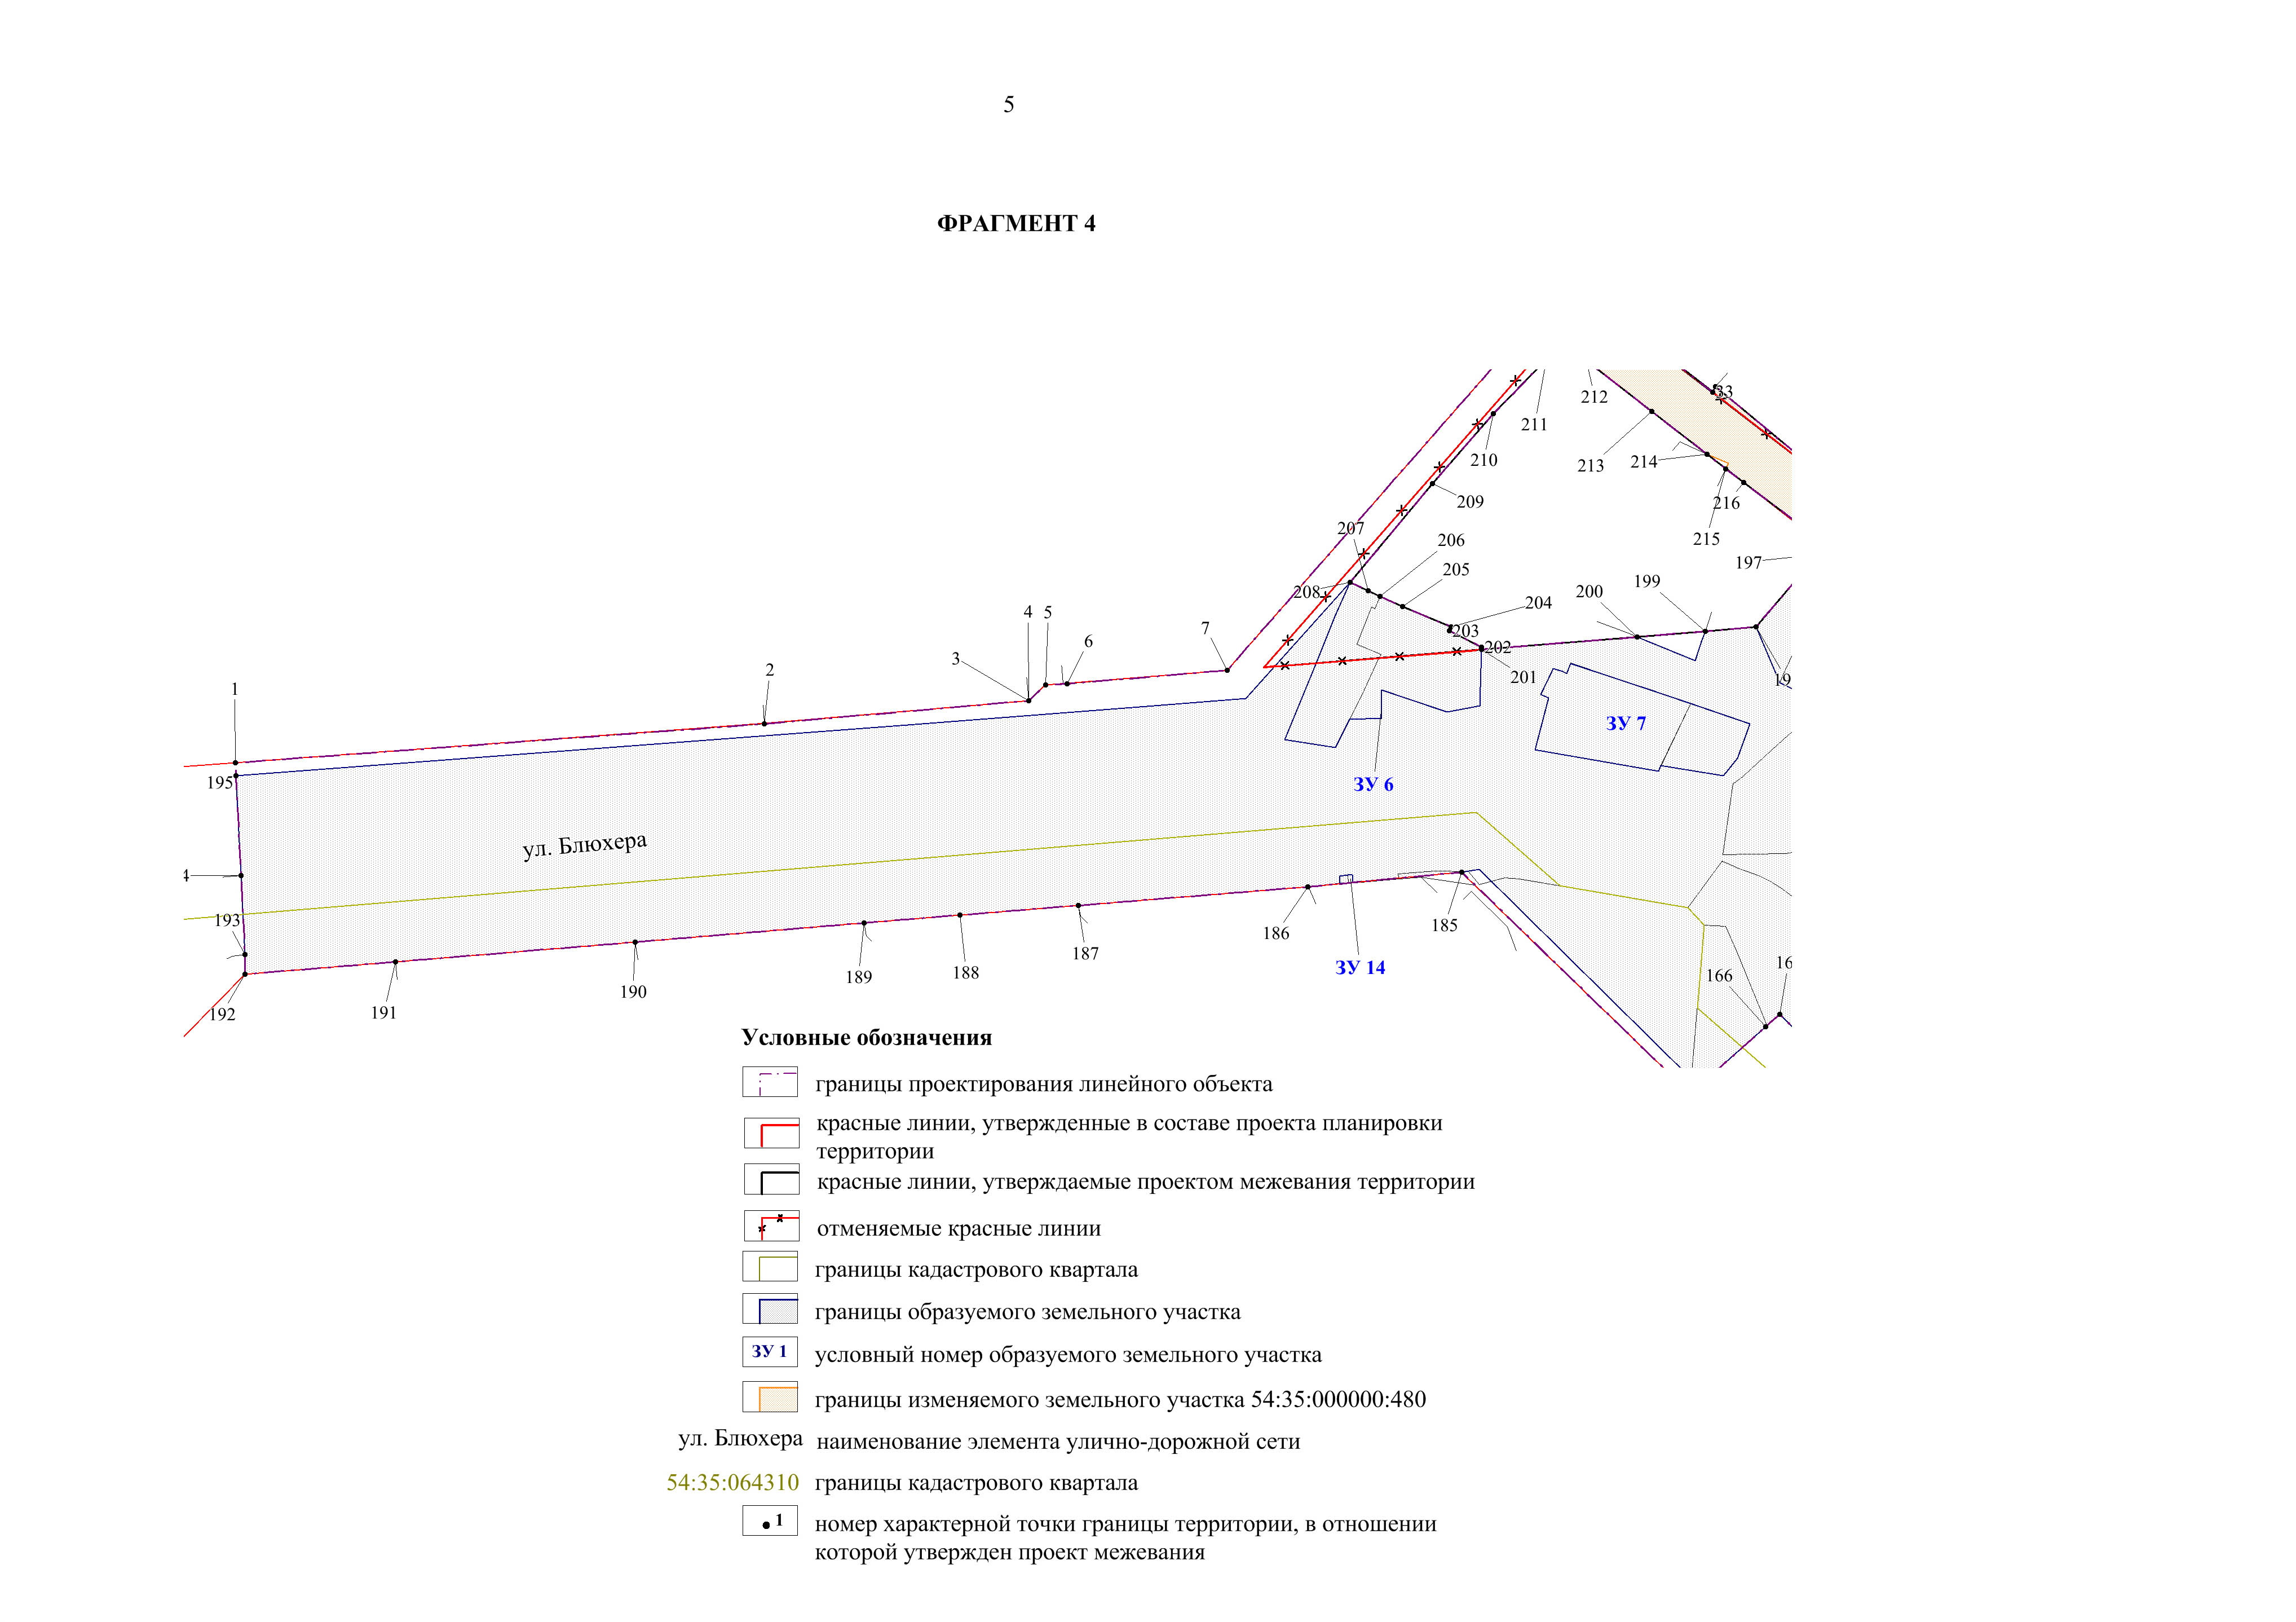 5
ФРАГМЕНТ 4
33
212
211
213
214
210
216
209
215
207
206
197
205
199
208
200
204
4
5
203
6
7
202
3
2
201
19
1
ЗУ 7
195
ЗУ 6
ул. Блюхера
4
193
185
186
187
16
ЗУ 14
188
189
166
190
191
192
Условные обозначения
границы проектирования линейного объекта
красные линии, утвержденные в составе проекта планировки
территории
красные линии, утверждаемые проектом межевания территории
отменяемые красные линии
границы кадастрового квартала
границы образуемого земельного участка
ЗУ 1 условный номер образуемого земельного участка
границы изменяемого земельного участка 54:35:000000:480
ул. Блюхера наименование элемента улично-дорожной сети
54:35:064310 границы кадастрового квартала
1 номер характерной точки границы территории, в отношении
которой утвержден проект межевания